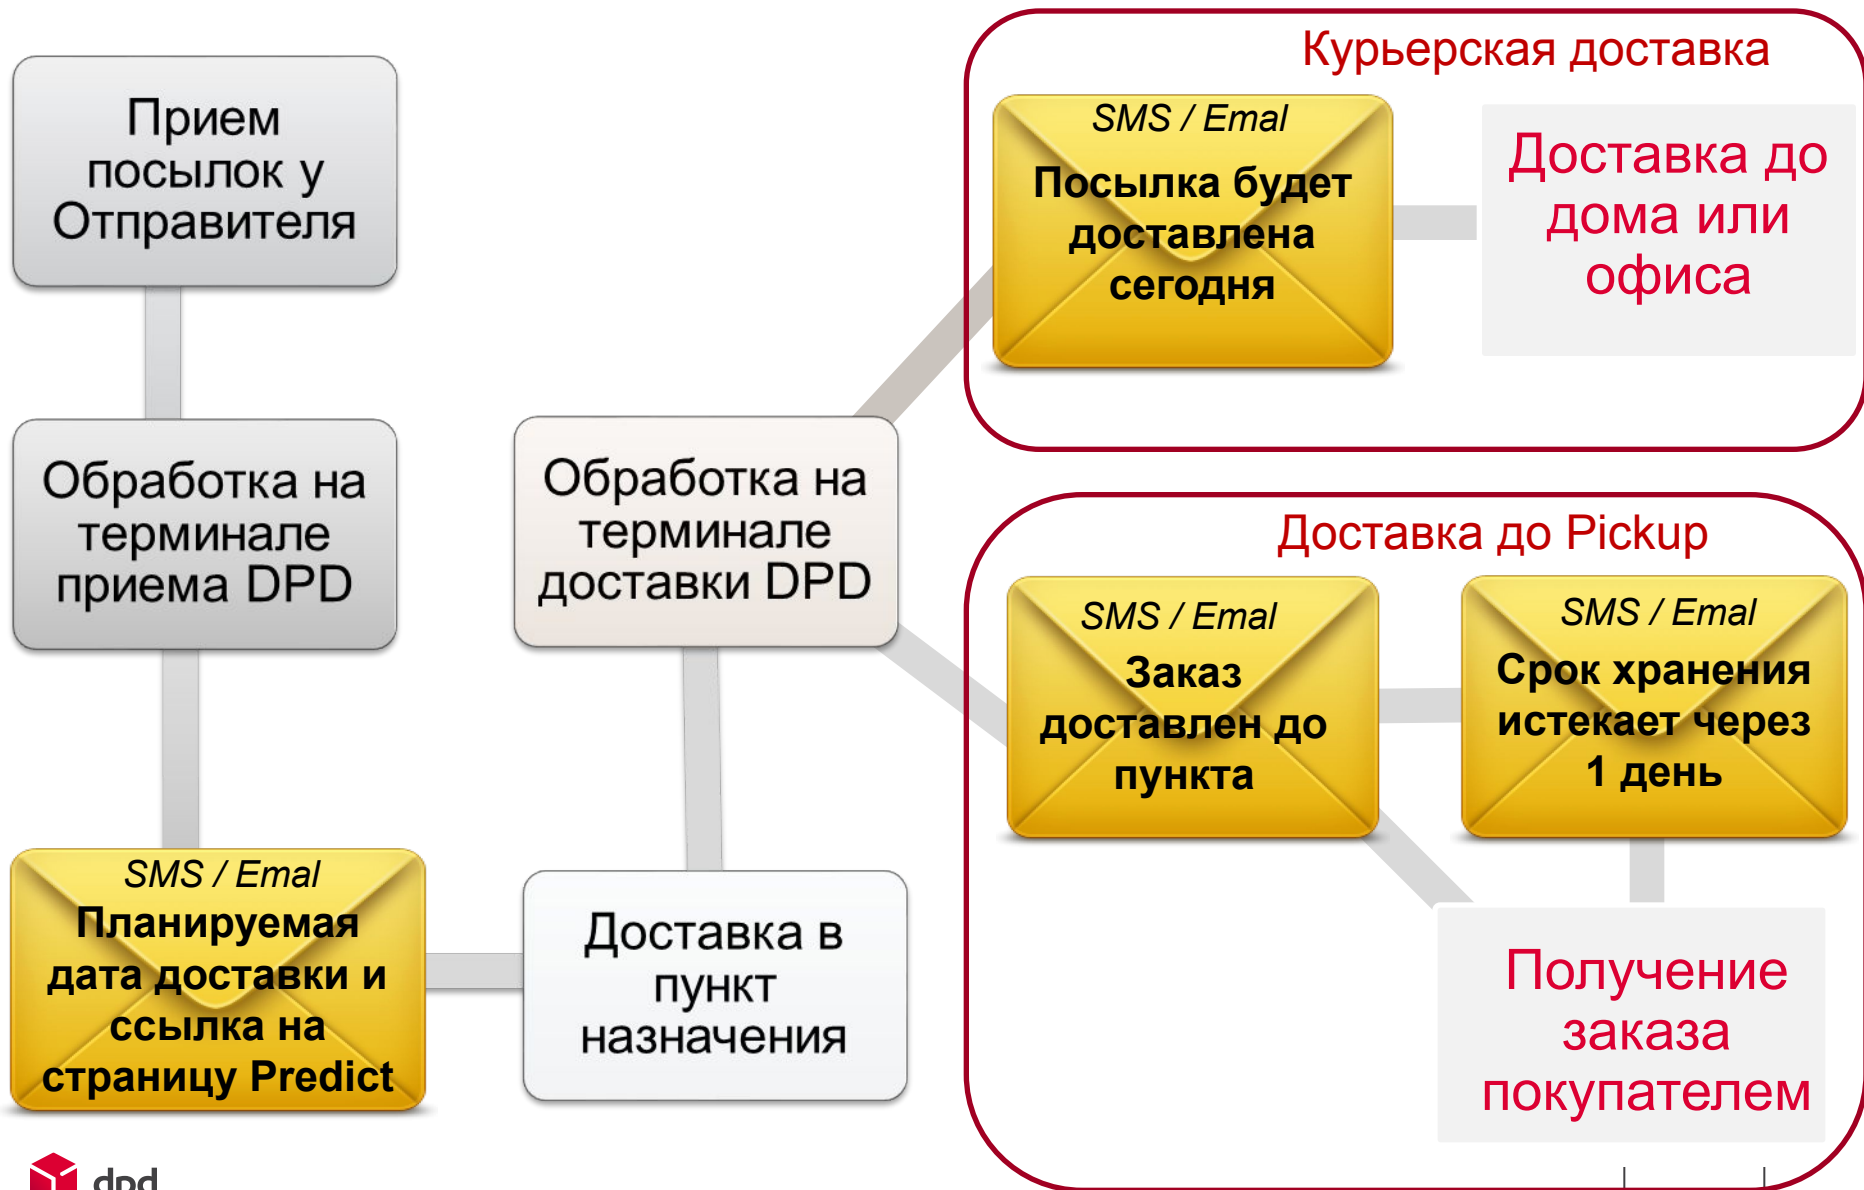 Прием
посылок у
Отправителя
Обработка на
терминале
приема DPD
SMS / Emal
Планируемая
дата доставки и
ссылка на
страницу Predict
Доставка в
пункт
назначения
Обработка на
терминале
доставки DPD
Курьерская доставка
SMS / Emal
Посылка будет
доставлена
сегодня
Доставка до
дома или
офиса
Доставка до Pickup
SMS / Emal
Заказ
доставлен до
пункта
SMS / Emal
Срок хранения
истекает через
1 день
Получение
заказа
покупателем
dpd